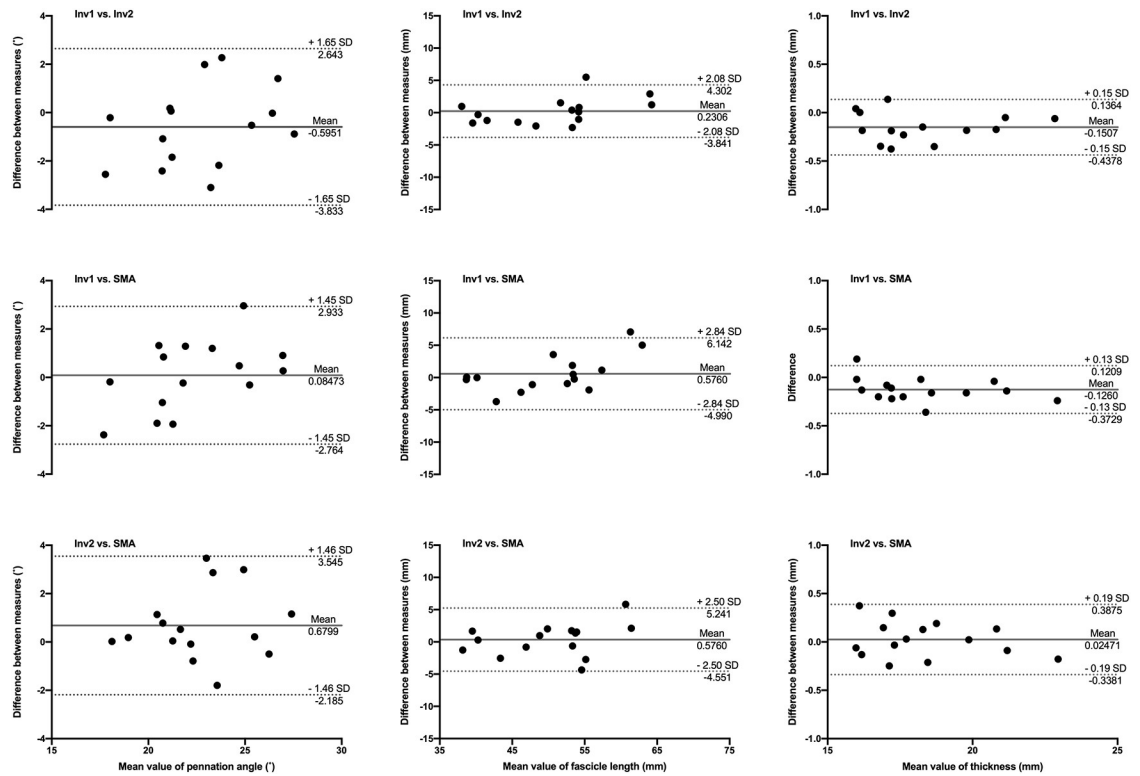 Inv1 vs. Inv2
Difference between measures (˚)
4
2
0
-2
-4
+ 1.65 SD
2.643
Mean
-0.5951
- 1.65 SD
-3.833
Inv1 vs. Inv2
Difference between measures (mm)
15
10
5
0
-5
-10
-15
+ 2.08 SD
4.302
Mean
0.2306
- 2.08 SD
-3.841
Inv1 vs. Inv2
Difference between measures (mm)
1.0
0.5
0.0
-0.5
-1.0
+ 0.15 SD
0.1364
Mean
-0.1507
- 0.15 SD
-0.4378
Inv1 vs. SMA
Difference between measures (˚)
4
2
0
-2
-4
+ 1.45 SD
2.933
Mean
0.08473
- 1.45 SD
-2.764
Inv1 vs. SMA
Difference between measures (mm)
15
10
5
0
-5
-10
-15
+ 2.84 SD
6.142
Mean
0.5760
- 2.84 SD
-4.990
Inv1 vs. SMA
Difference
1.0
0.5
0.0
-0.5
-1.0
+ 0.13 SD
0.1209
Mean
-0.1260
- 0.13 SD
-0.3729
Inv2 vs. SMA
Difference between measures (˚)
4
2
0
-2
-4
+ 1.46 SD
3.545
Mean
0.6799
- 1.46 SD
-2.185
15
20
25
30
Mean value of pennation angle (˚)
Inv2 vs. SMA
Difference between measures (mm)
15
10
5
0
-5
-10
-15
+ 2.50 SD
5.241
Mean
0.5760
- 2.50 SD
-4.551
35
45
55
65
75
Mean value of fascicle length (mm)
Inv2 vs. SMA
Difference between measures (mm)
1.0
0.5
0.0
-0.5
-1.0
+ 0.19 SD
0.3875
Mean
0.02471
- 0.19 SD
-0.3381
15
20
25
Mean value of thickness (mm)